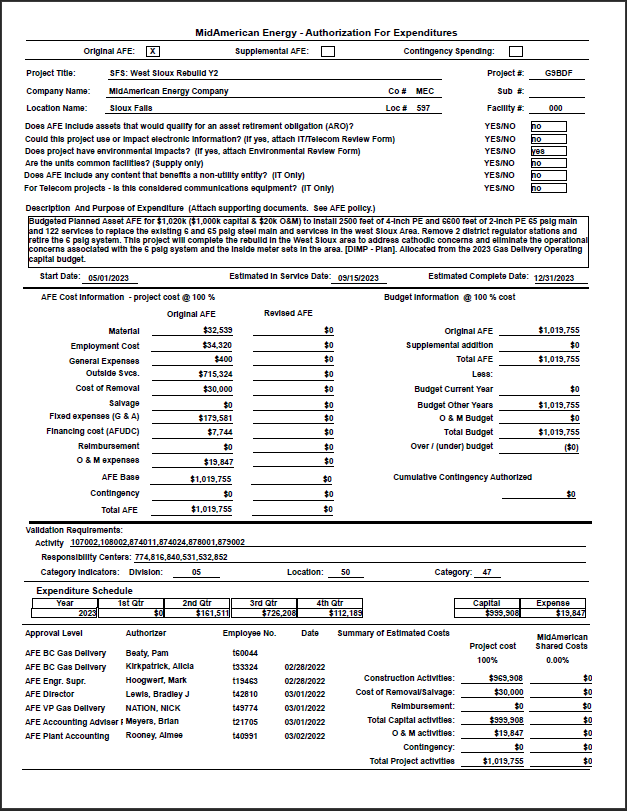 MidAmerican Energy - Authorization For Expenditures
Original AFE: X Supplemental AFE: Contingency Spending:
Project Title: SFS: West Sioux Rebuild Y2 Project #: G9BDF
Company Name: MidAmerican Energy Company Co # MEC Sub #:
Location Name: Sioux Falls Loc # 597 Facility #: 000
Does AFE include assets that would qualify for an asset retirement obligation (ARO)? YES/NO no
Could this project use or impact electronic information? (If yes, attach IT/Telecom Review Form) YES/NO no
Does project have environmental impacts? (If yes, attach Environmental Review Form) YES/NO yes
Are the units common facilities? (Supply only) YES/NO no
Does AFE include any content that benefits a non-utility entity? (IT Only) YES/NO no
For Telecom projects - is this considered communications equipment? (IT Only) YES/NO no
Description And Purpose of Expenditure (Attach supporting documents. See AFE policy.)
Budgeted Planned Asset AFE for $1,020k ($1,000k capital & $20k O&M) to install 2500 feet of 4-inch PE and 6600 feet of 2-inch PE 65 psig main
and 122 services to replace the existing 6 and 65 psig steel main and services in the west Sioux Area. Remove 2 district regulator stations and
retire the 6 psig system. This project will complete the rebuild in the West Sioux area to address cathodic concerns and eliminate the operational
concerns associated with the 6 psig system and the inside meter sets in the area. [DIMP - Plan]. Allocated from the 2023 Gas Delivery Operating
capital budget.
Start Date: 05/01/2023 Estimated In Service Date: 09/15/2023 Estimated Complete Date: 12/31/2023
AFE Cost Information - project cost @ 100 % Budget Information @ 100 % cost
Original AFE Revised AFE
Material $32,539 $0 Original AFE $1,019,755
Employment Cost $34,320 $0 Supplemental addition $0
General Expenses $400 $0 Total AFE $1,019,755
Outside Svcs. $715,324 $0 Less:
Cost of Removal $30,000 $0 Budget Current Year $0
Salvage $0 $0 Budget Other Years $1,019,755
Fixed expenses (G & A) $179,581 $0 O & M Budget $0
Financing cost (AFUDC) $7,744 $0 Total Budget $1,019,755
Reimbursement $0 $0 Over / (under) budget ($0)
O & M expenses $19,847 $0
AFE Base $1,019,755 $0 Cumulative Contingency Authorized
Contingency $0 $0 $0
Total AFE $1,019,755 $0
Validation Requirements:
Activity 107002,108002,874011,874024,878001,879002
Responsibility Centers: 774,816,840,531,532,852
Category Indicators: Division: 05 Location: 50 Category: 47
Expenditure Schedule
Year 1st Qtr 2nd Qtr 3rd Qtr 4th Qtr Capital Expense
2023 $0 $161,511 $726,208 $112,189 $999,908 $19,847
Approval Level Authorizer Employee No. Date Summary of Estimated Costs Project cost MidAmerican Shared Costs
100% 0.00%
AFE BC Gas Delivery Beaty, Pam t60044
AFE BC Gas Delivery Kirkpatrick, Alicia t33324 02/28/2022
AFE Engr. Supr. Hoogwerf, Mark t19463 02/28/2022 Construction Activities: $969,908 $0
AFE Director Lewis, Bradley J t42810 03/01/2022 Cost of Removal/Salvage: $30,000 $0
AFE VP Gas Delivery NATION, NICK t49774 03/01/2022 Reimbursement: $0 $0
AFE Accounting Adviser F Meyers, Brian t21705 03/01/2022 Total Capital activities: $999,908 $0
AFE Plant Accounting Rooney, Aimee t40991 03/02/2022 O & M activities: $19,847 $0
Contingency: $0 $0
Total Project activities $1,019,755 $0